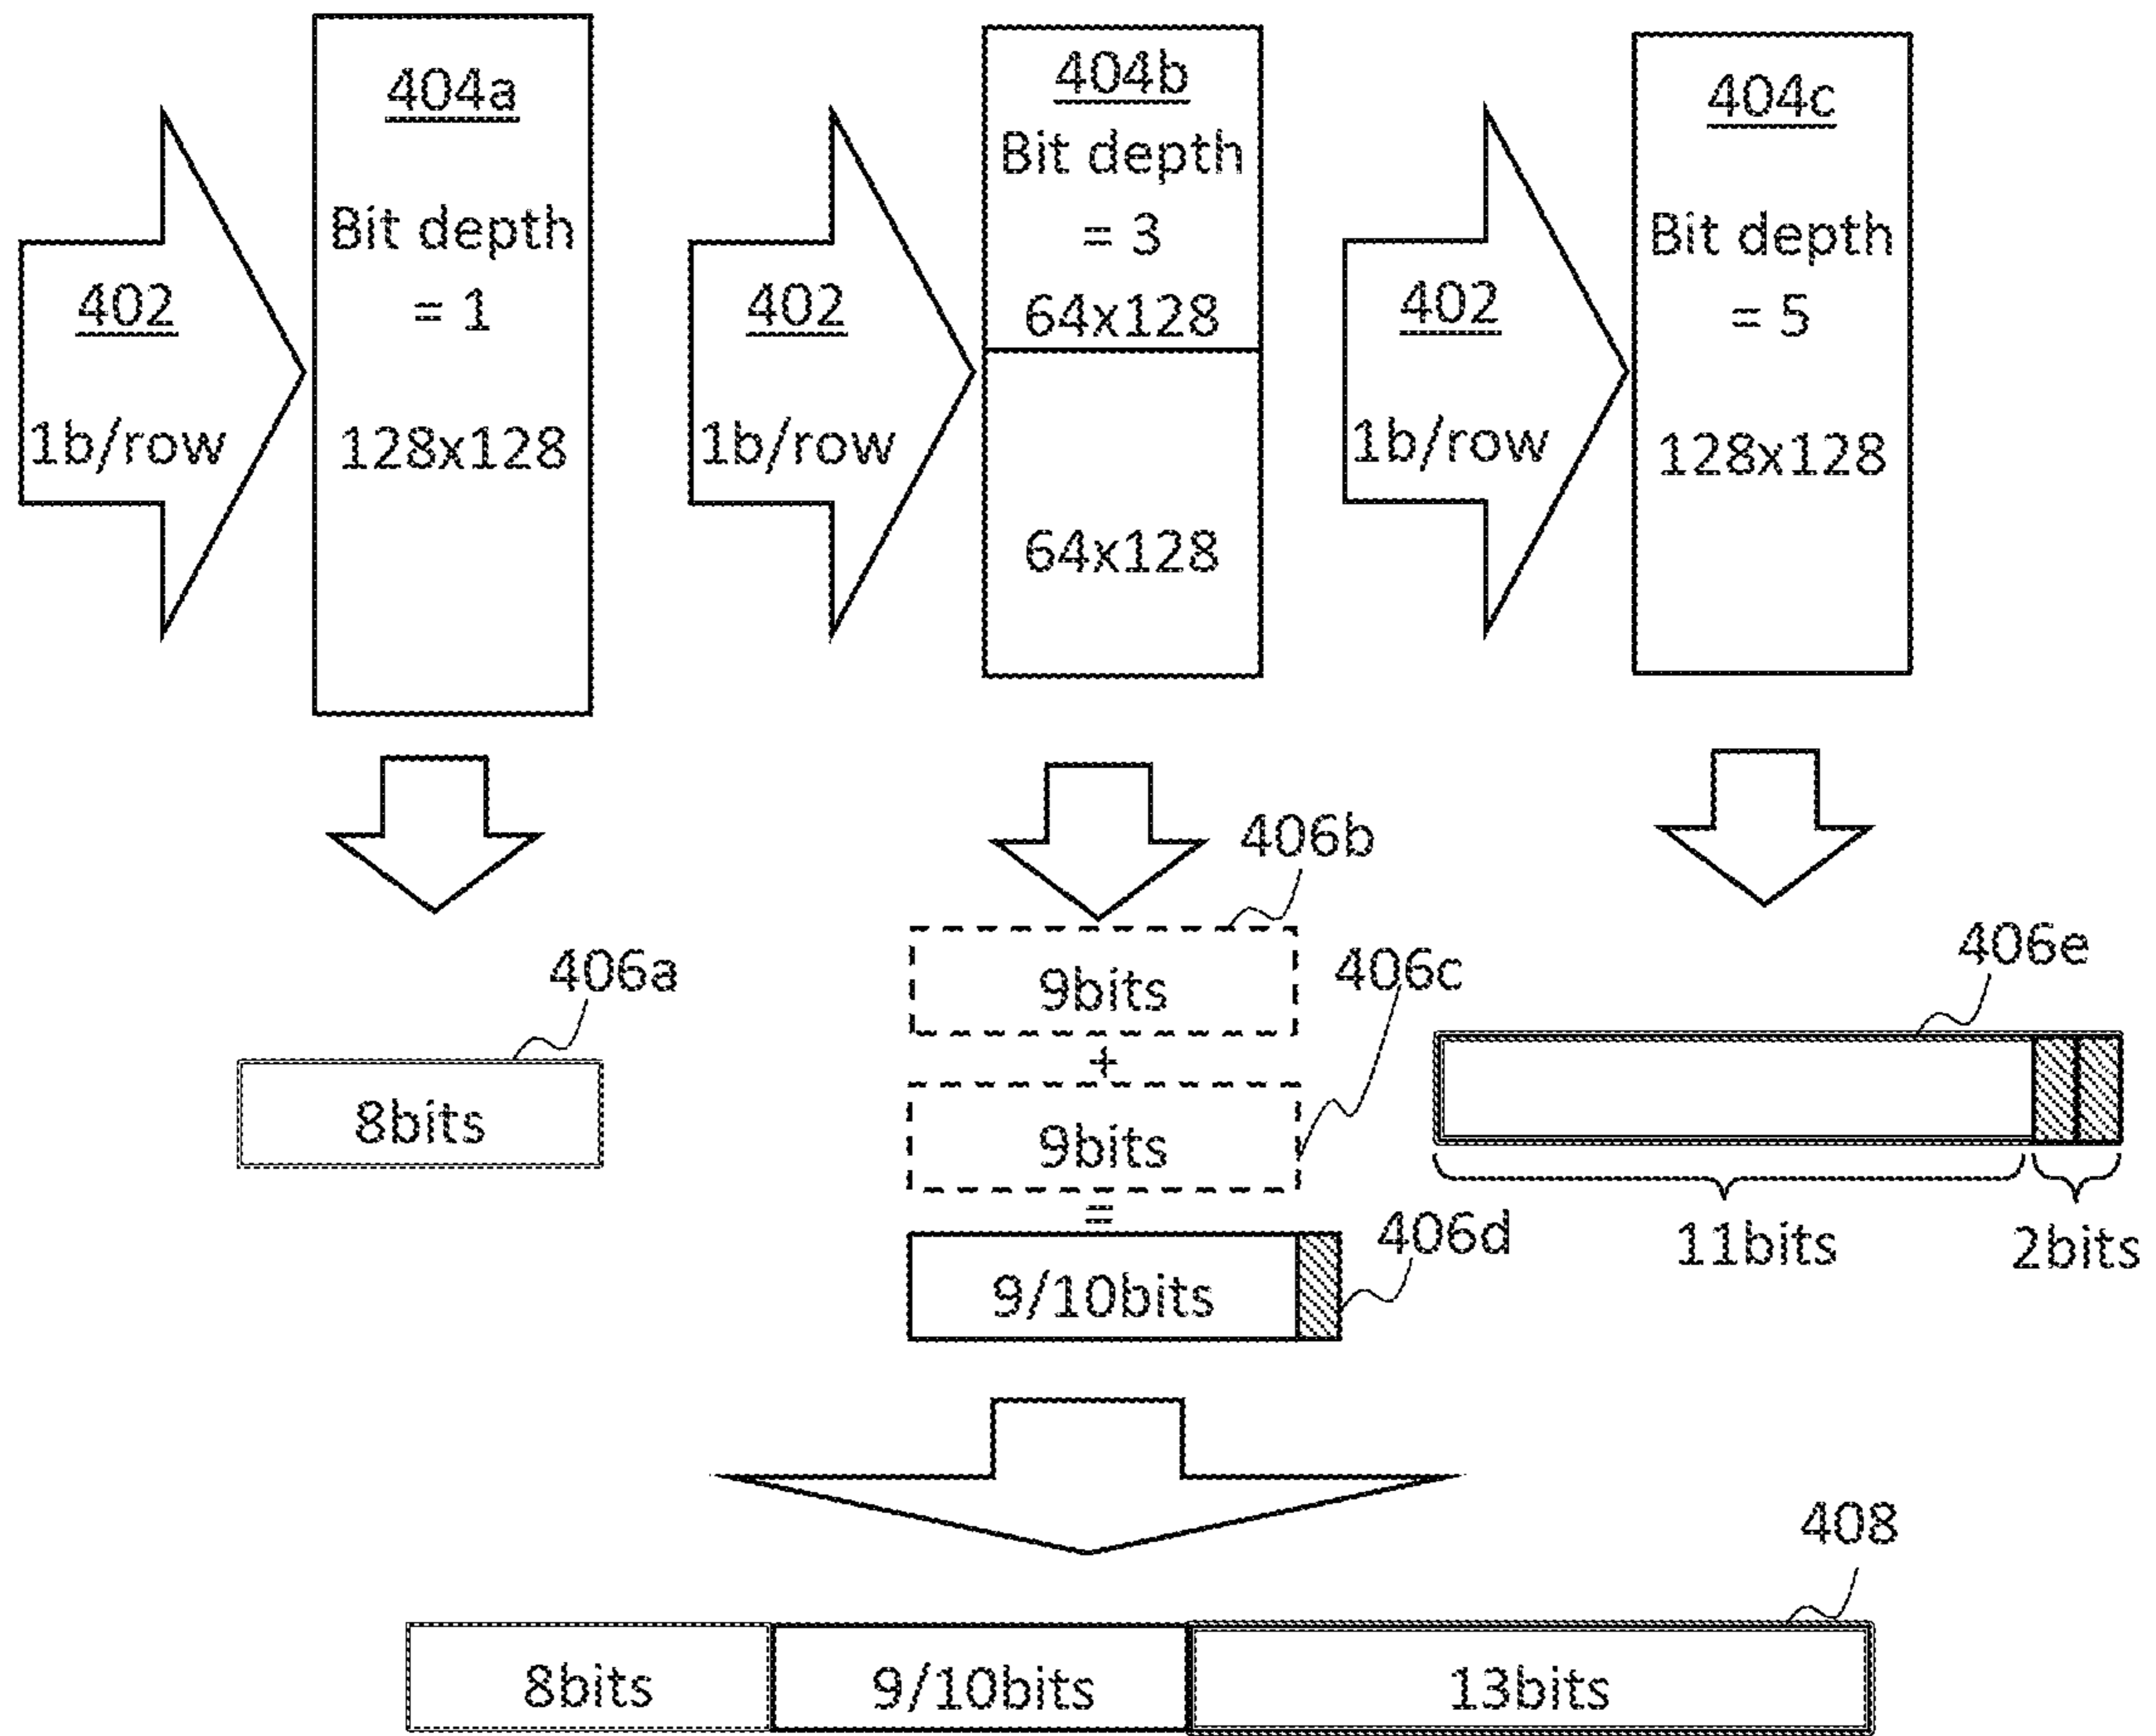 404a
Bit depth
= 1
128x128
402
1b/row
404b
Bit depth
= 3
64x128
64x128
402
1b/row
404c
Bit depth
= 5
128x128
402
1b/row
406a
8bits
406b
9bits
+
406c
9bits
=
9/10bits
406d
406e
11bits
2bits
408
8bits
9/10bits
13bits